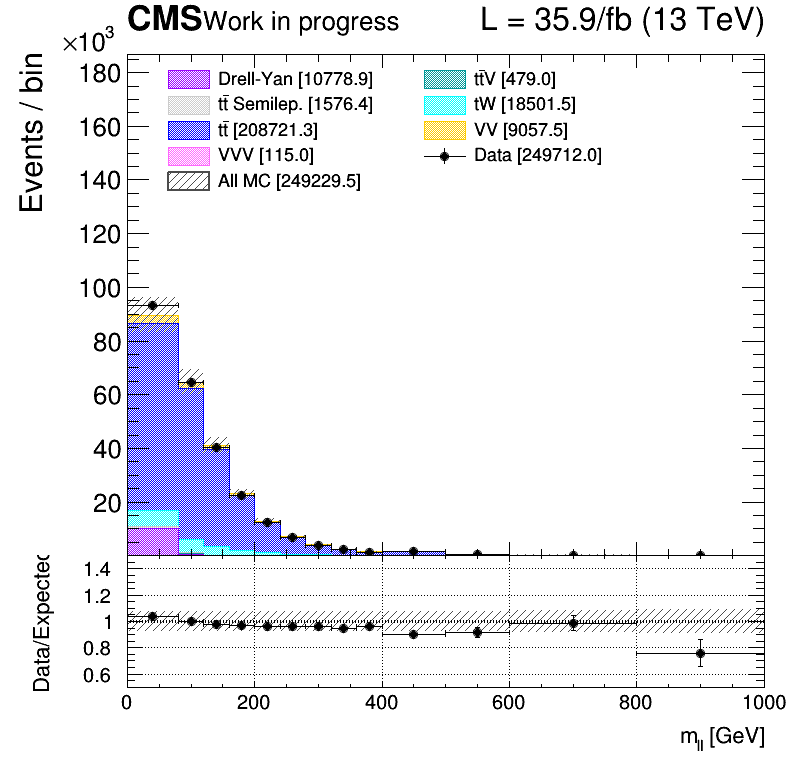 CMS Work in progress L = 35.9/fb (13 TeV)
×10³
Events / bin
180
160
140
120
100
80
60
40
20
Drell-Yan [10778.9]
tt̄ Semilep. [1576.4]
tt̄ [208721.3]
VVV [115.0]
All MC [249229.5]
tt̄V [479.0]
tW [18501.5]
VV [9057.5]
Data [249712.0]
Data/Expected
1.4
1.2
1
0.8
0.6
0 200 400 600 800 1000
m_ll [GeV]